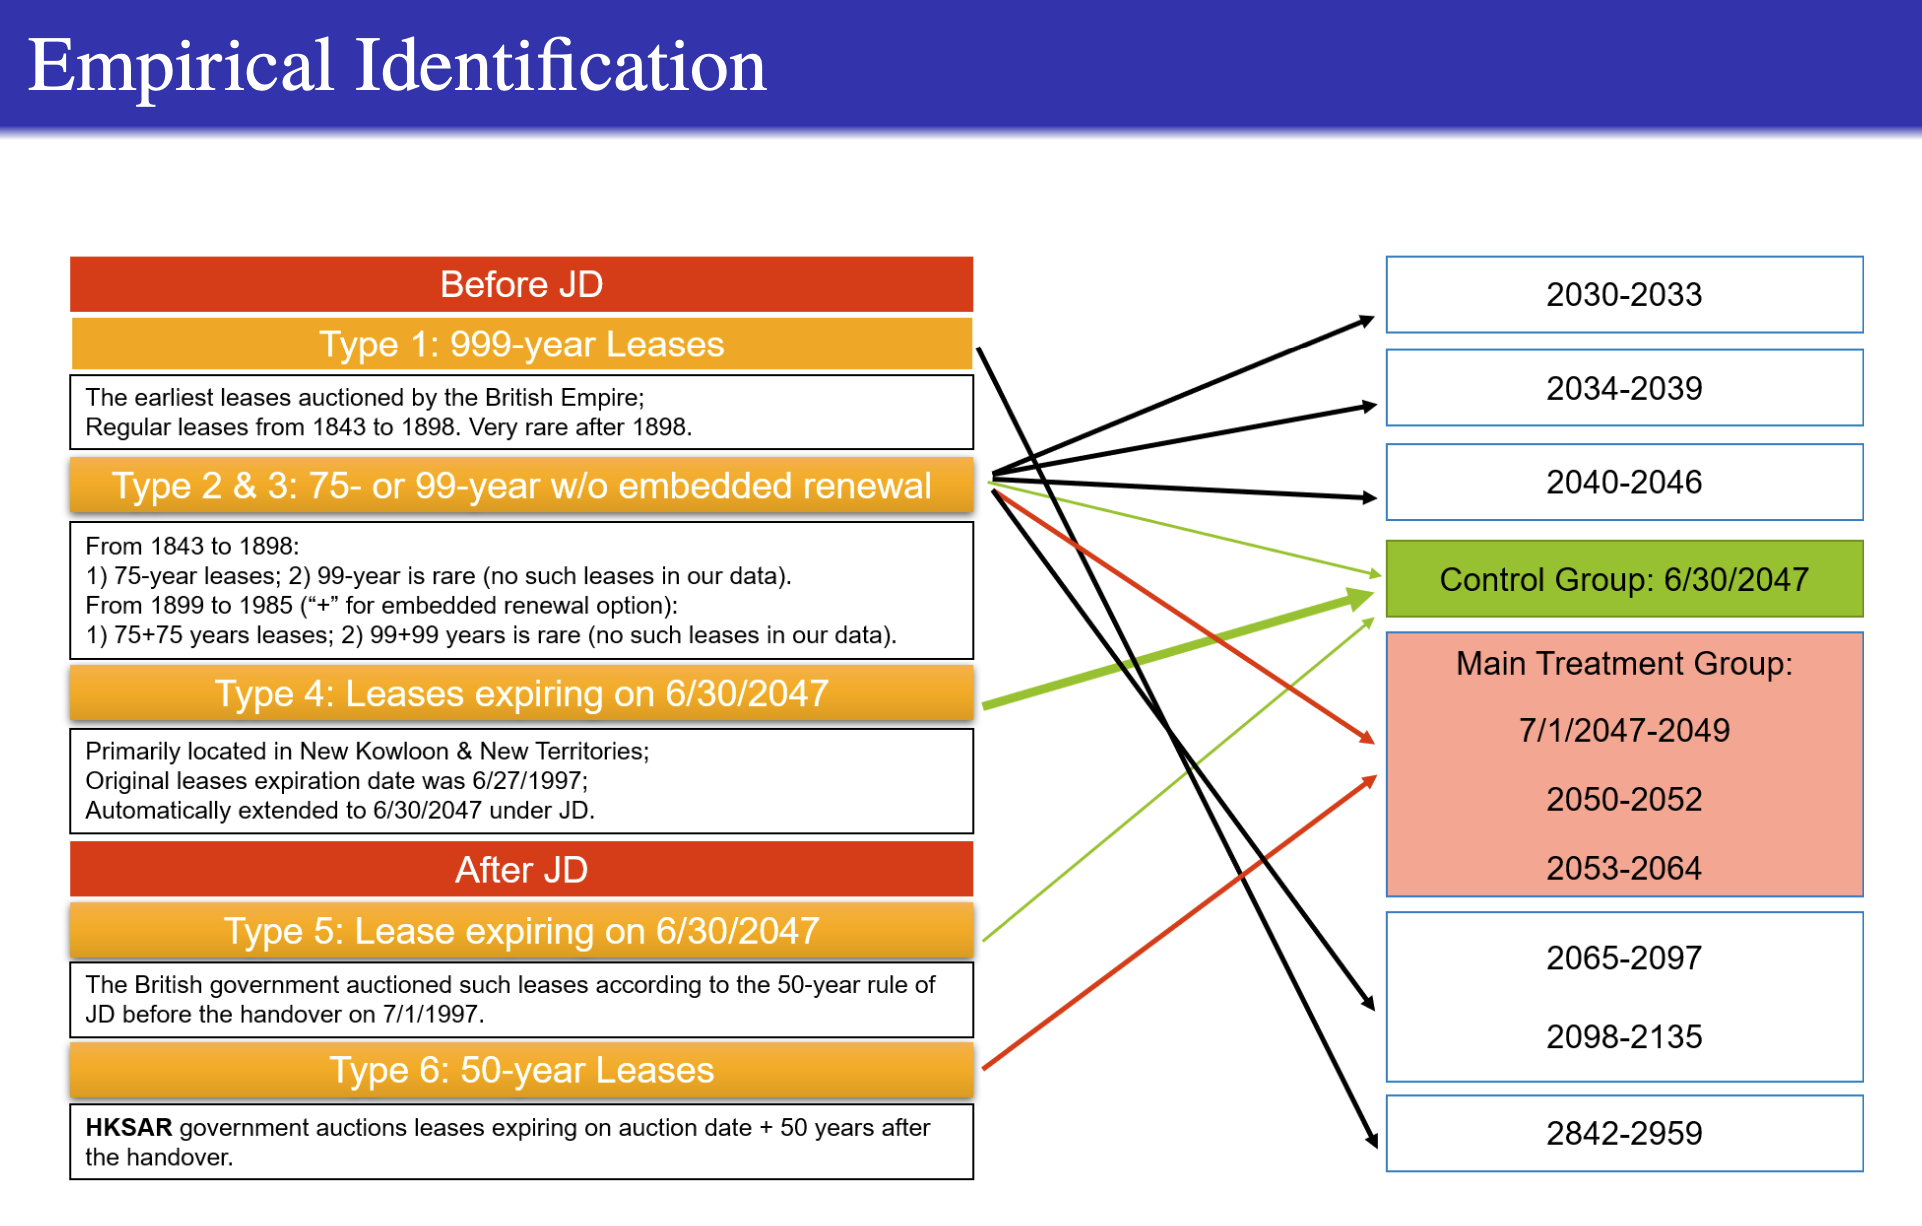 Empirical Identification
Before JD
Type 1: 999-year Leases
The earliest leases auctioned by the British Empire;
Regular leases from 1843 to 1898. Very rare after 1898.
Type 2 & 3: 75- or 99-year w/o embedded renewal
From 1843 to 1898:
1) 75-year leases; 2) 99-year is rare (no such leases in our data).
From 1899 to 1985 (“+” for embedded renewal option):
1) 75+75 years leases; 2) 99+99 years is rare (no such leases in our data).
Type 4: Leases expiring on 6/30/2047
Primarily located in New Kowloon & New Territories;
Original leases expiration date was 6/27/1997;
Automatically extended to 6/30/2047 under JD.
After JD
Type 5: Lease expiring on 6/30/2047
The British government auctioned such leases according to the 50-year rule of
JD before the handover on 7/1/1997.
Type 6: 50-year Leases
HKSAR government auctions leases expiring on auction date + 50 years after
the handover.
2030-2033
2034-2039
2040-2046
Control Group: 6/30/2047
Main Treatment Group:
7/1/2047-2049
2050-2052
2053-2064
2065-2097
2098-2135
2842-2959